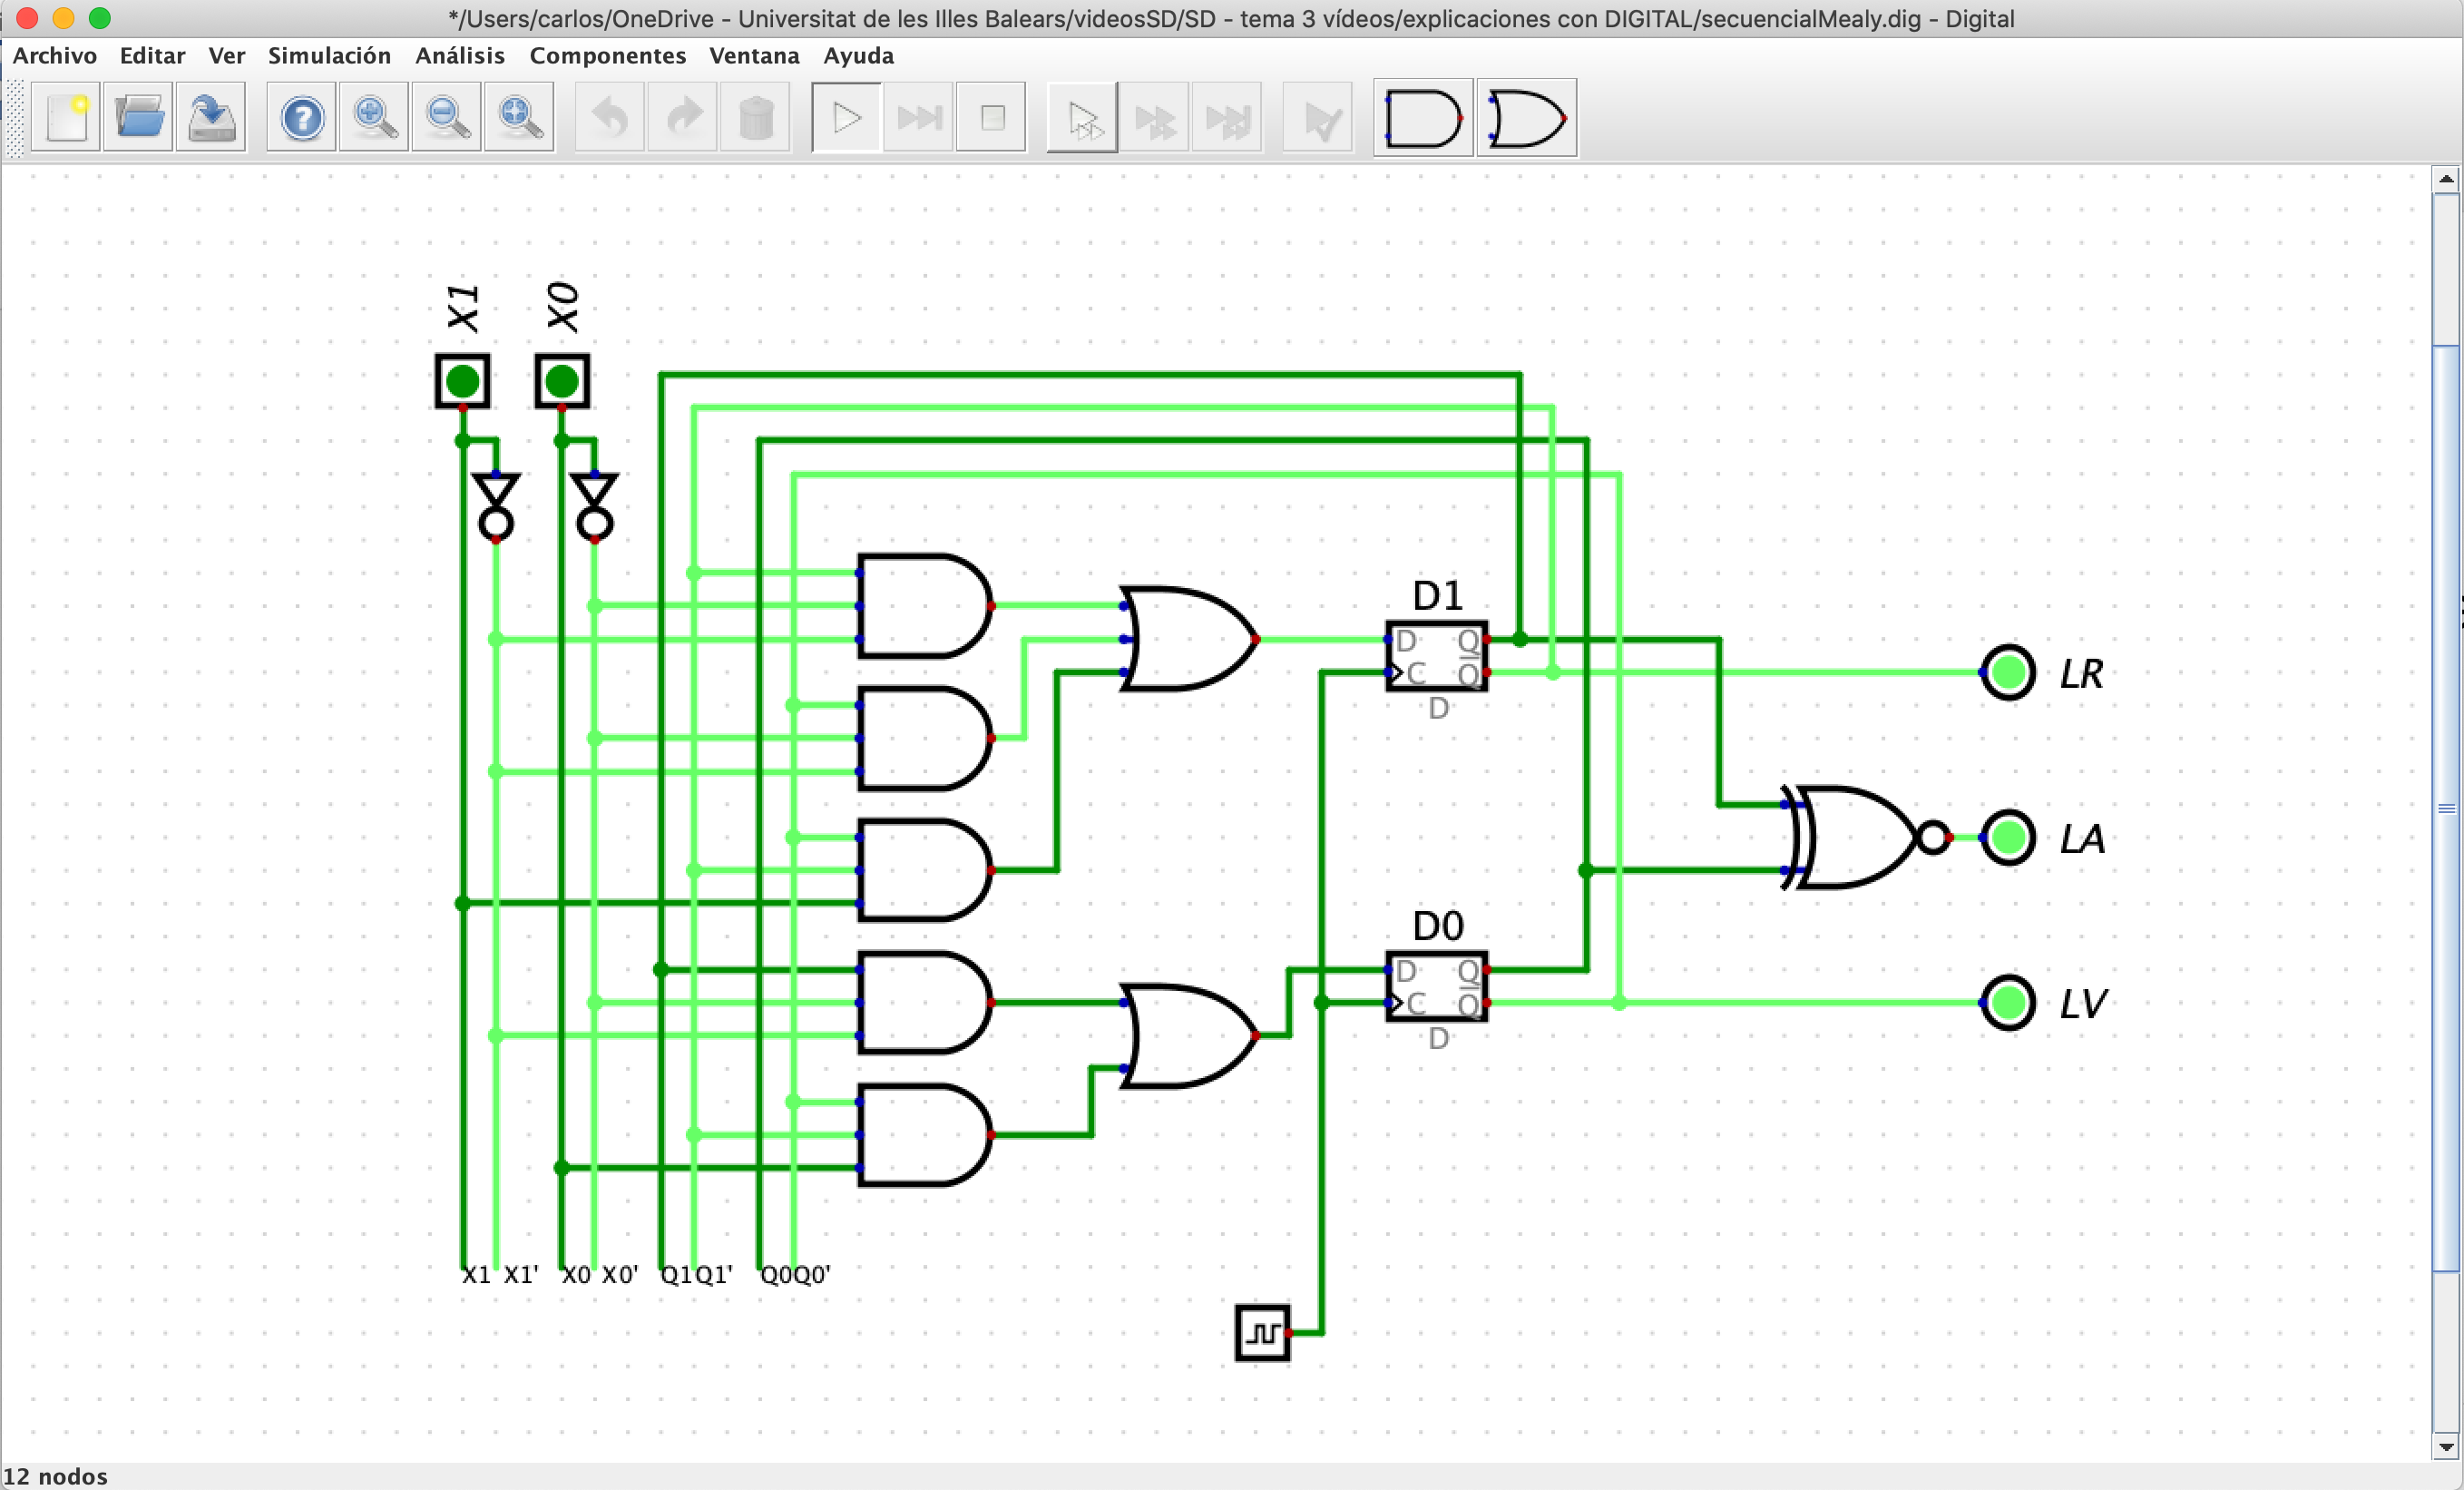 */Users/carlos/OneDrive - Universitat de les Illes Balears/videosSD/SD - tema 3 vídeos/explicaciones con DIGITAL/secuencialMealy.dig - Digital
Archivo Editar Ver Simulación Análisis Componentes Ventana Ayuda
X1 X0
D1
D Q
C Q
D
LR
LA
D0
D Q
C Q
D
LV
X1 X1' X0 X0' Q1 Q1' Q0 Q0'
12 nodos